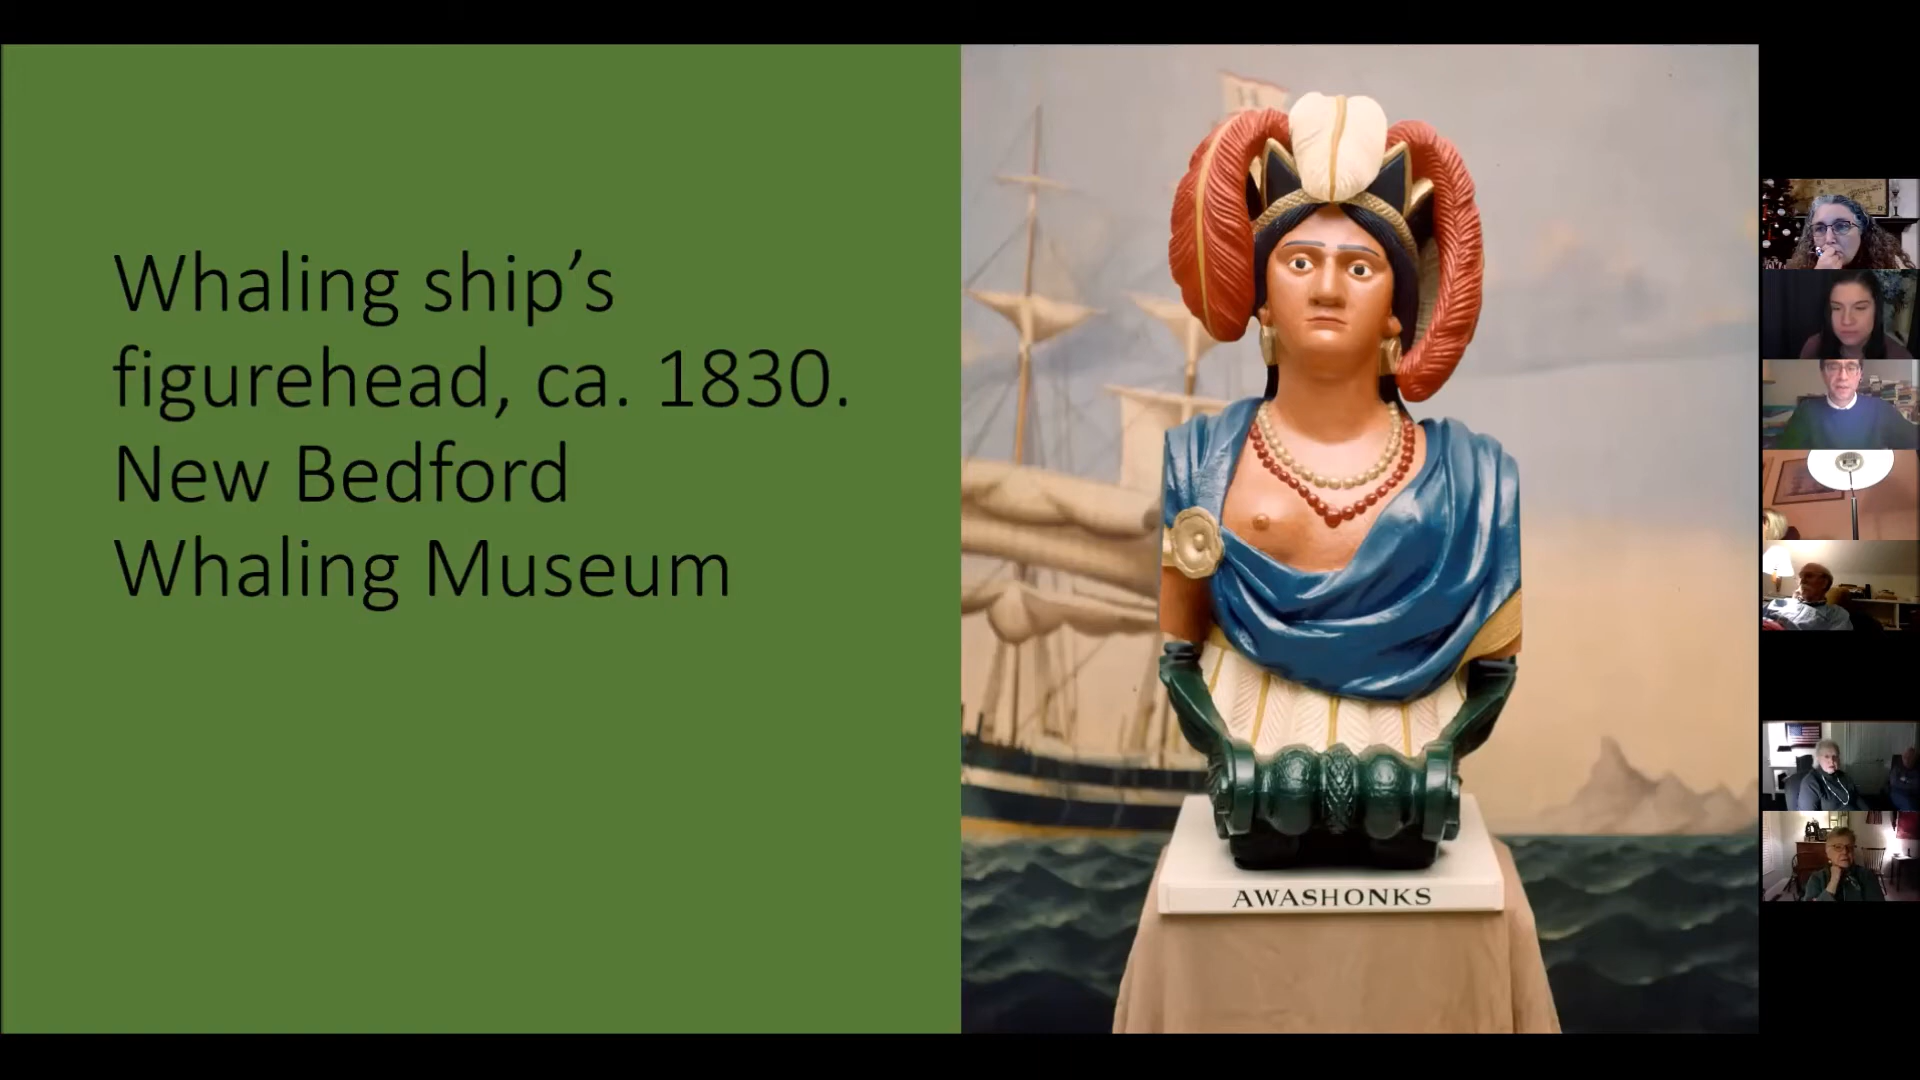 Whaling ship’s
figurehead, ca. 1830.
New Bedford
Whaling Museum
AWASHONKS